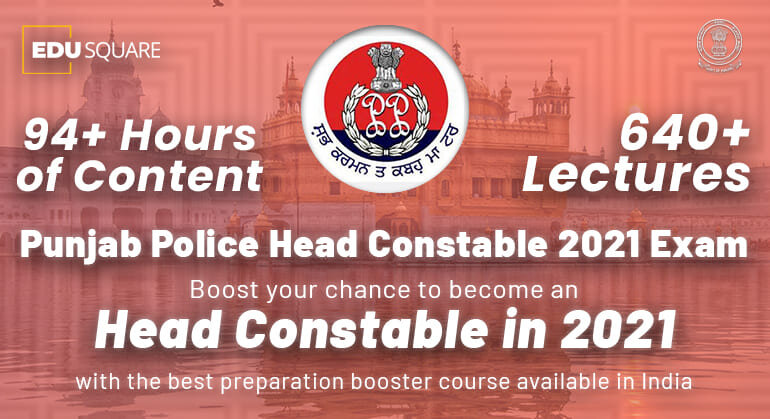 EDU SQUARE
94+ Hours
of Content
640+
Lectures
ਸੁਭ ਕਰਮਨ ਤੇ ਕਬਹੂੰ ਨਾ ਟਰੋਂ
Punjab Police Head Constable 2021 Exam
Boost your chance to become an
Head Constable in 2021
with the best preparation booster course available in India